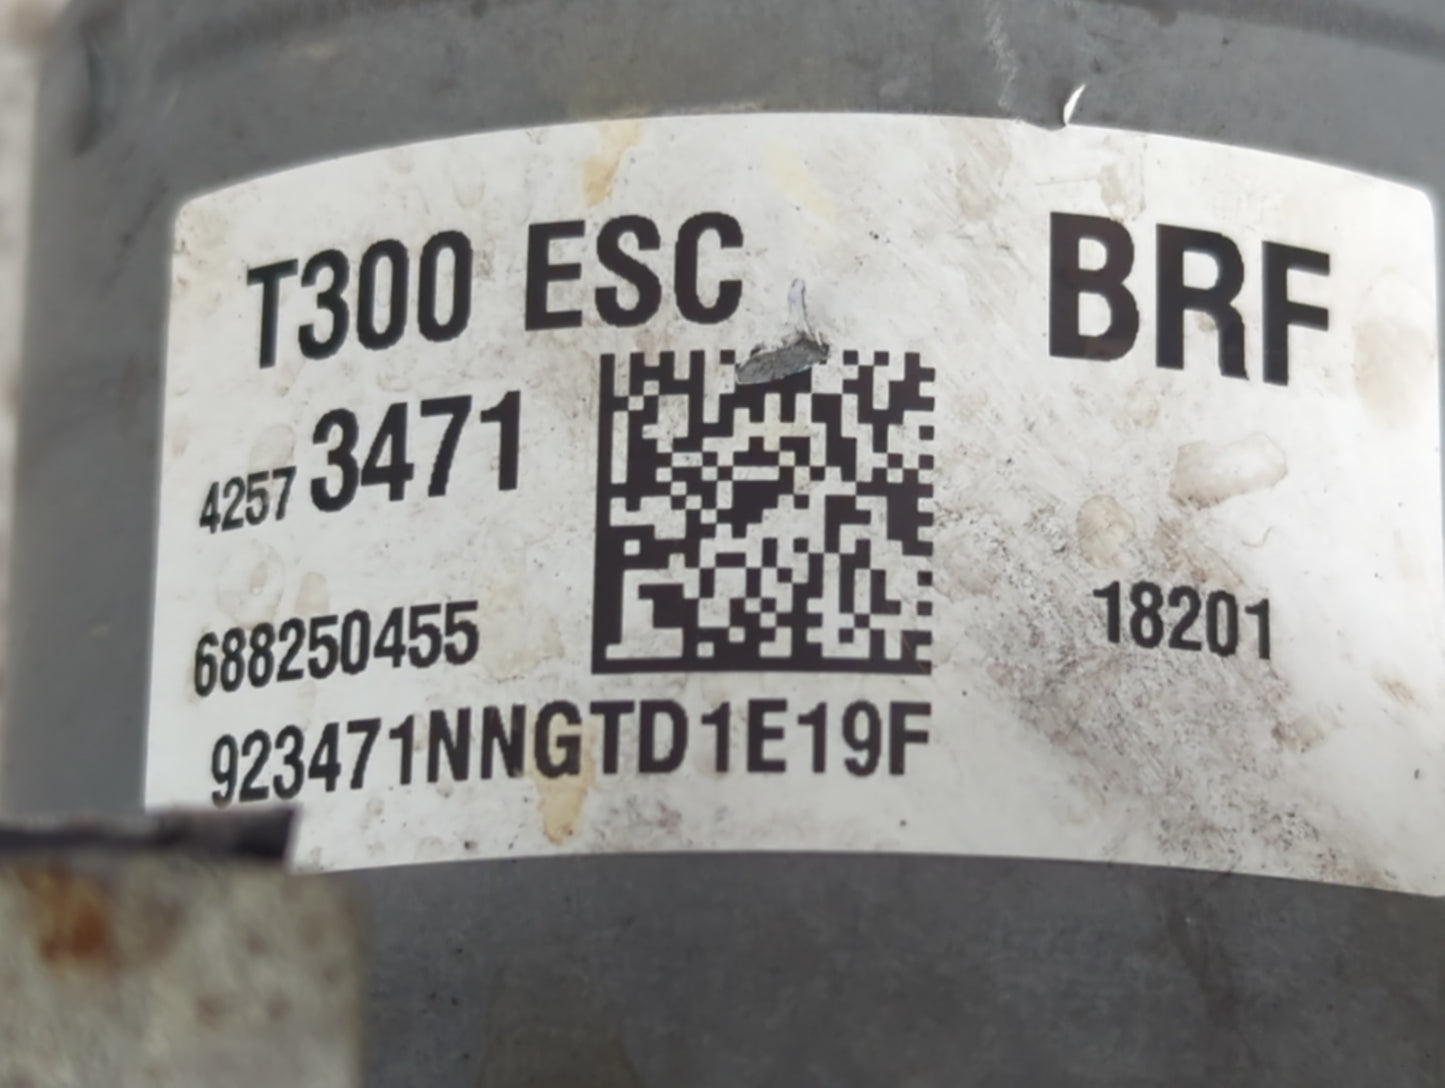 T300 ESC BRF
4257 3471
688250455 18201
923471NNGTD1E19F